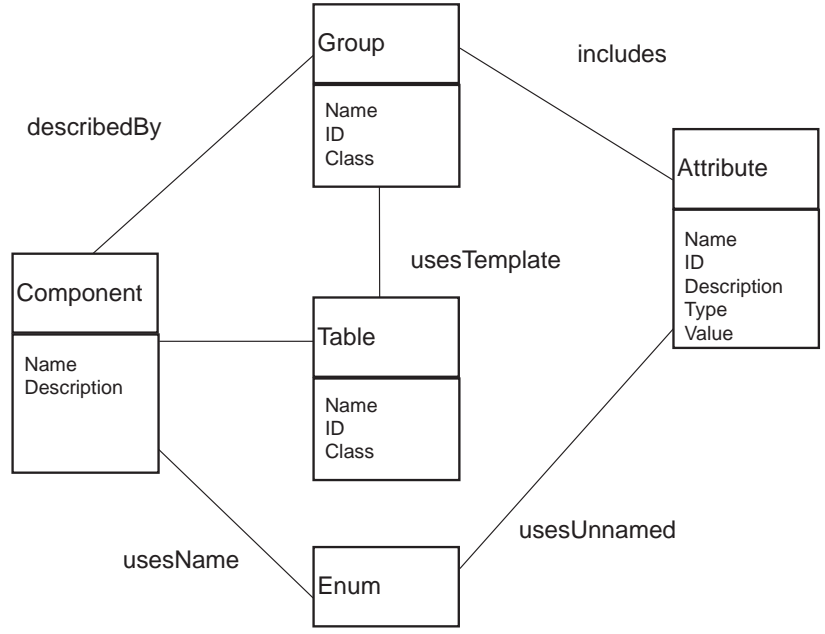 Group
Name
ID
Class
includes
describedBy
Attribute
Name
ID
Description
Type
Value
usesTemplate
Component
Name
Description
Table
Name
ID
Class
usesUnnamed
usesName
Enum